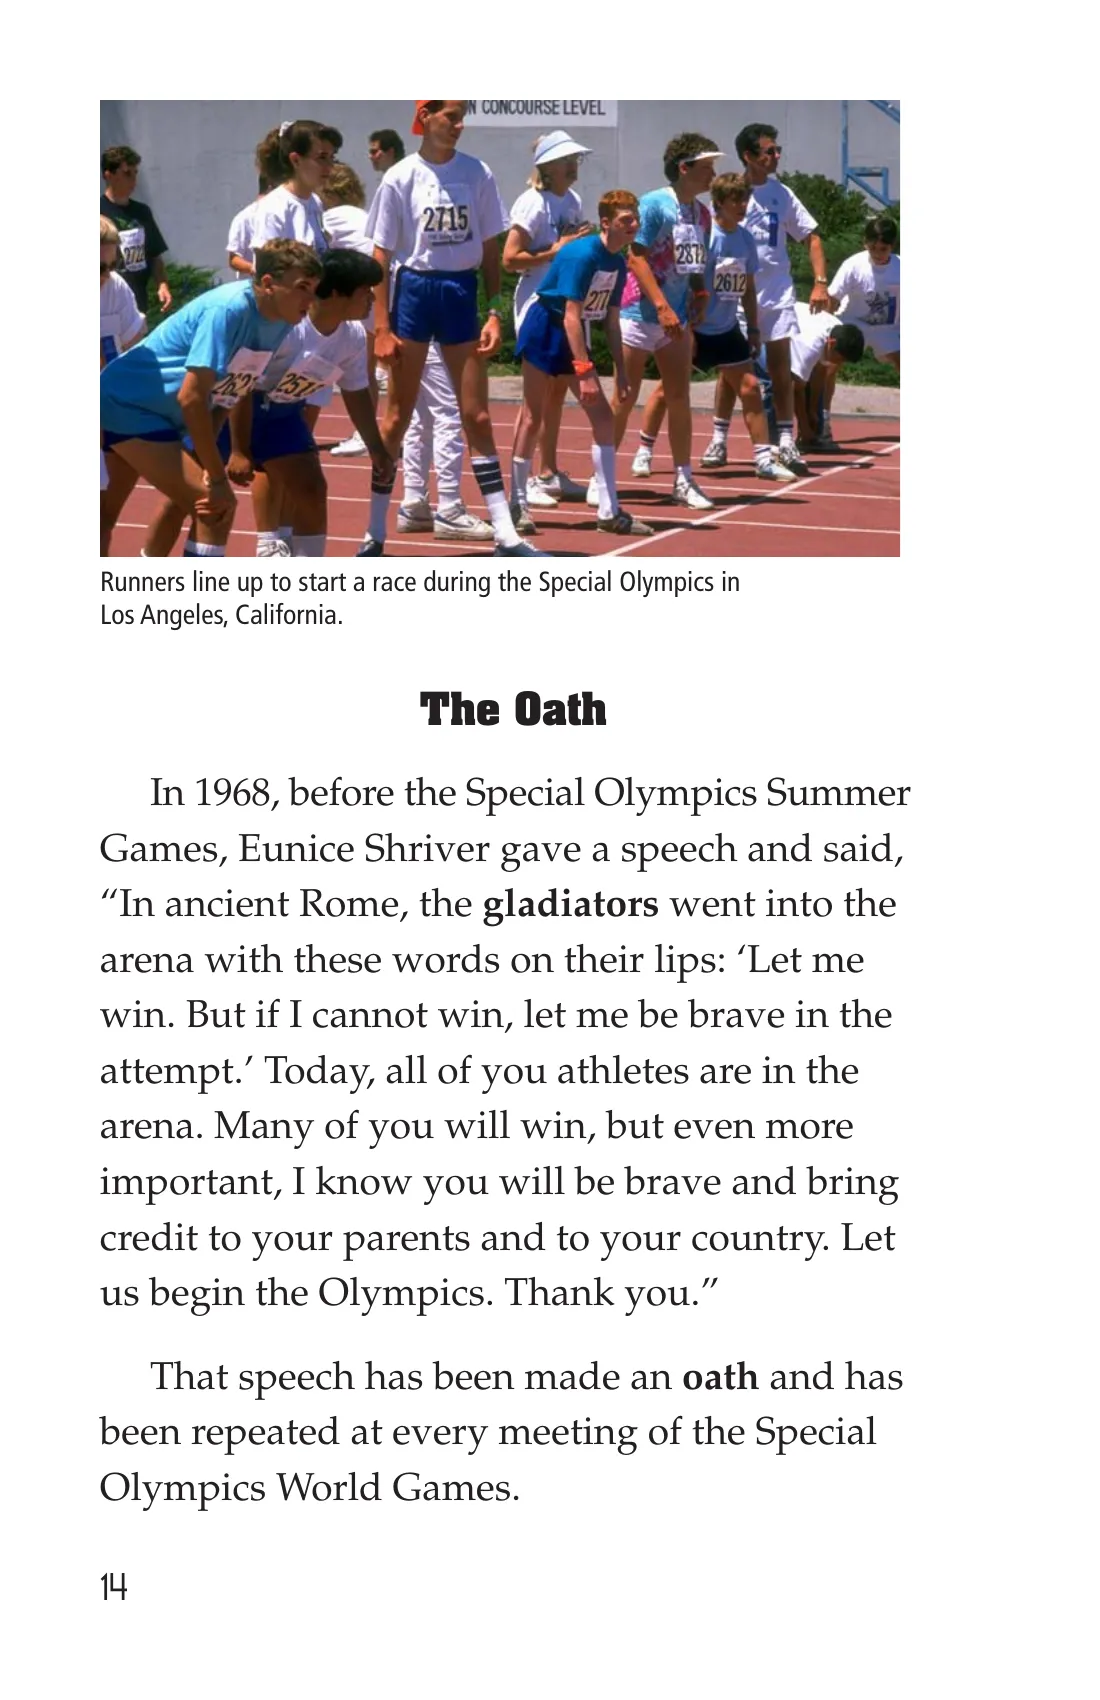 N CONCOURSE LEVEL
2715
2872
2612
277
Runners line up to start a race during the Special Olympics in
Los Angeles, California.
The Oath
In 1968, before the Special Olympics Summer
Games, Eunice Shriver gave a speech and said,
“In ancient Rome, the gladiators went into the
arena with these words on their lips: ‘Let me
win. But if I cannot win, let me be brave in the
attempt.’ Today, all of you athletes are in the
arena. Many of you will win, but even more
important, I know you will be brave and bring
credit to your parents and to your country. Let
us begin the Olympics. Thank you.”
That speech has been made an oath and has
been repeated at every meeting of the Special
Olympics World Games.
14